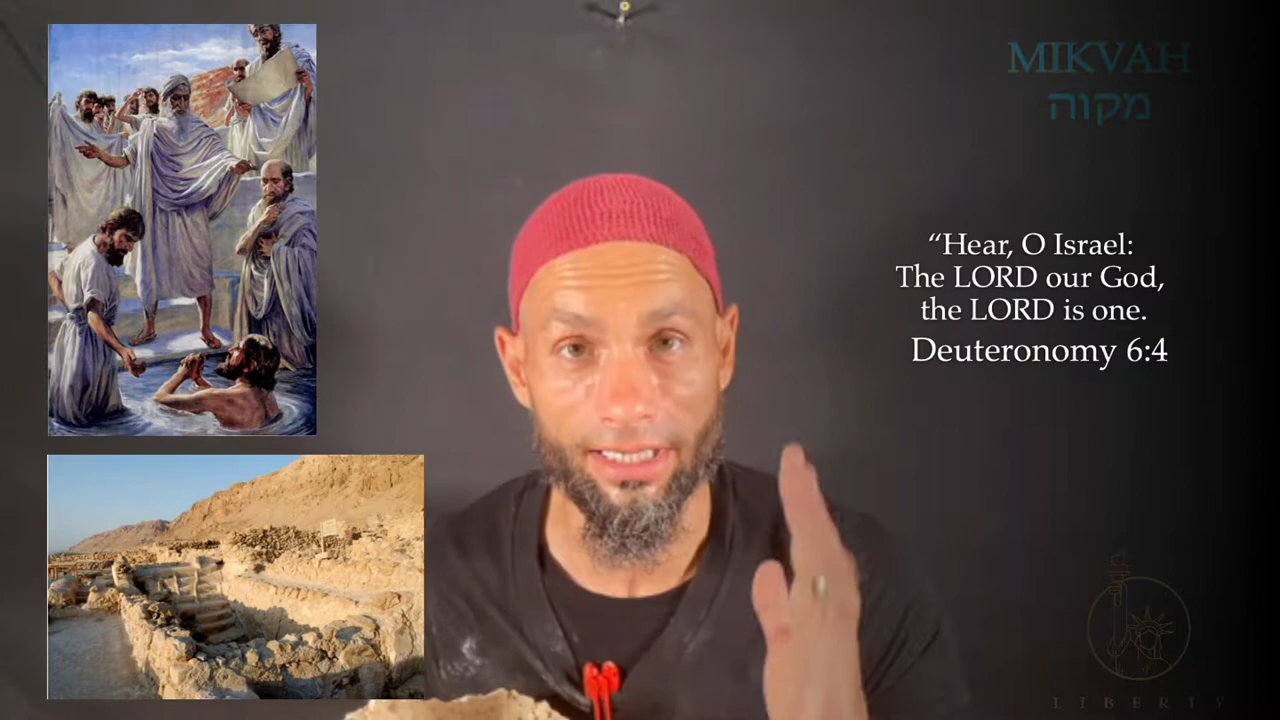 MIKVAH
מקוה
“Hear, O Israel:
The LORD our God,
the LORD is one.
Deuteronomy 6:4
LIBERTY